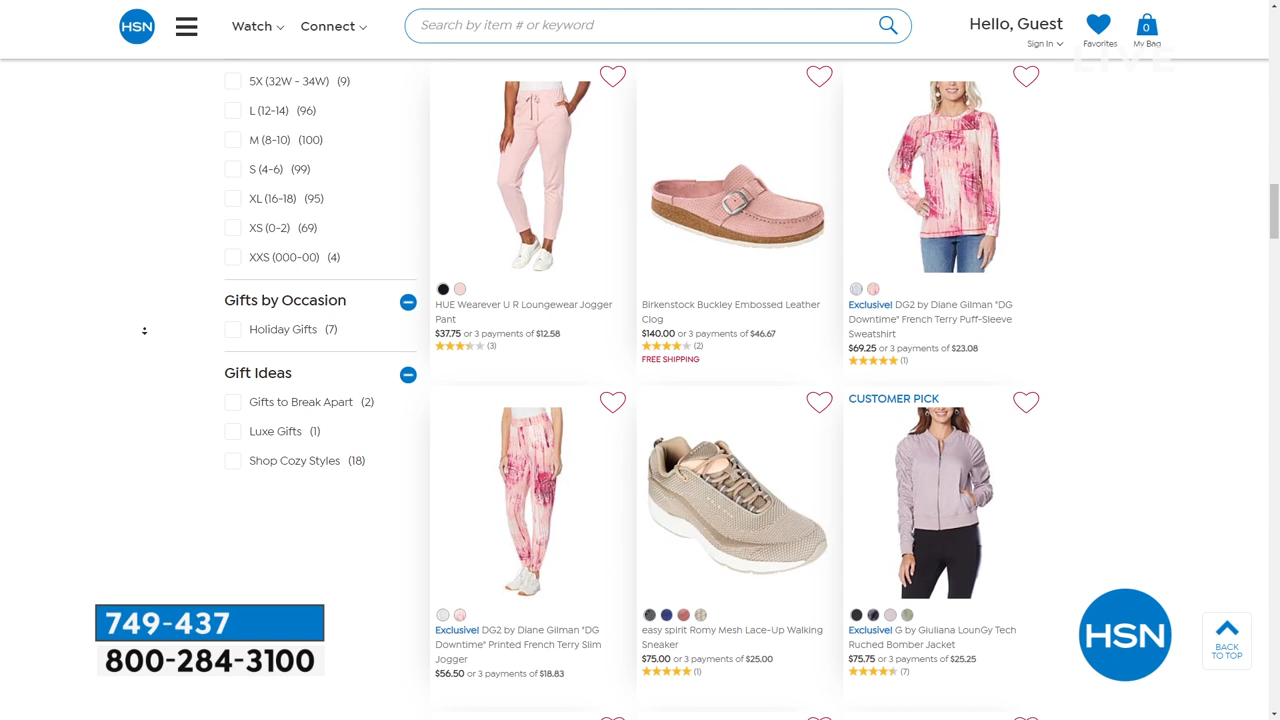 HSN
Watch
Connect
Search by item # or keyword
Hello, Guest
Sign In
Favorites
0
My Bag
LIVE
5X (32W - 34W) (9)
L (12-14) (96)
M (8-10) (100)
S (4-6) (99)
XL (16-18) (95)
XS (0-2) (69)
XXS (000-00) (4)
Gifts by Occasion
Holiday Gifts (7)
Gift Ideas
Gifts to Break Apart (2)
Luxe Gifts (1)
Shop Cozy Styles (18)
HUE Wearever U R Loungewear Jogger
Pant
$37.75 or 3 payments of $12.58
(3)
Birkenstock Buckley Embossed Leather
Clog
$140.00 or 3 payments of $46.67
(2)
FREE SHIPPING
Exclusive! DG2 by Diane Gilman "DG
Downtime" French Terry Puff-Sleeve
Sweatshirt
$69.25 or 3 payments of $23.08
(1)
Exclusive! DG2 by Diane Gilman "DG
Downtime" Printed French Terry Slim
Jogger
$56.50 or 3 payments of $18.83
easy spirit Romy Mesh Lace-Up Walking
Sneaker
$75.00 or 3 payments of $25.00
(1)
CUSTOMER PICK
Exclusive! G by Giuliana LounGy Tech
Ruched Bomber Jacket
$75.75 or 3 payments of $25.25
(7)
749-437
800-284-3100
HSN
BACK
TO TOP